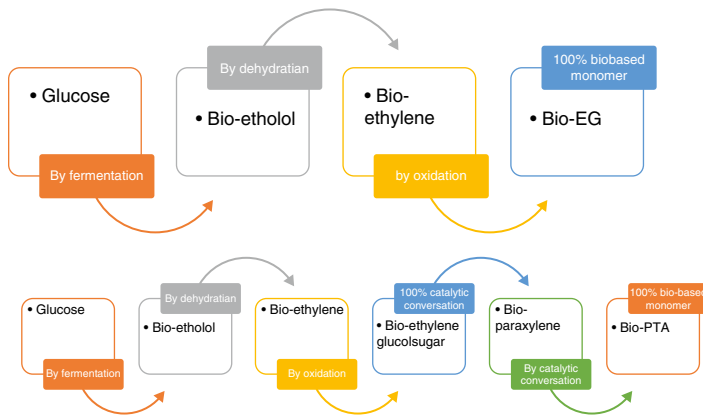 By dehydratian
100% biobased
monomer
• Glucose
• Bio-etholol
• Bio-
ethylene
• Bio-EG
By fermentation
by oxidation
By dehydratian
100% catalytic
conversation
100% bio-based
monomer
• Glucose
• Bio-etholol
• Bio-ethylene
• Bio-ethylene
glucolsugar
• Bio-
paraxylene
• Bio-PTA
By fermentation
By oxidation
By catalytic
conversation